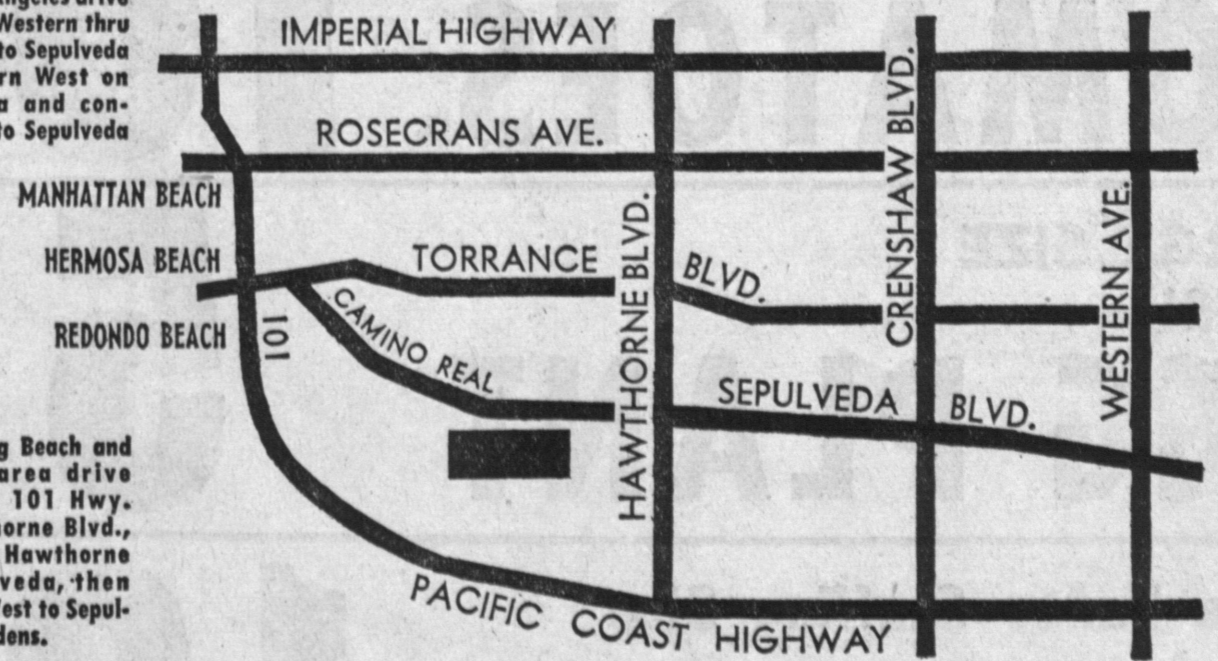 Western thru
to Sepulveda
rn West on
a and con-
to Sepulveda
IMPERIAL HIGHWAY
ROSECRANS AVE.
MANHATTAN BEACH
HERMOSA BEACH
REDONDO BEACH
101
TORRANCE BLVD.
CAMINO REAL
SEPULVEDA BLVD.
HAWTHORNE BLVD.
CRENSHAW BLVD.
WESTERN AVE.
PACIFIC COAST HIGHWAY
g Beach and
area drive
101 Hwy.
orne Blvd.,
Hawthorne
veda, then
est to Sepul-
dens.